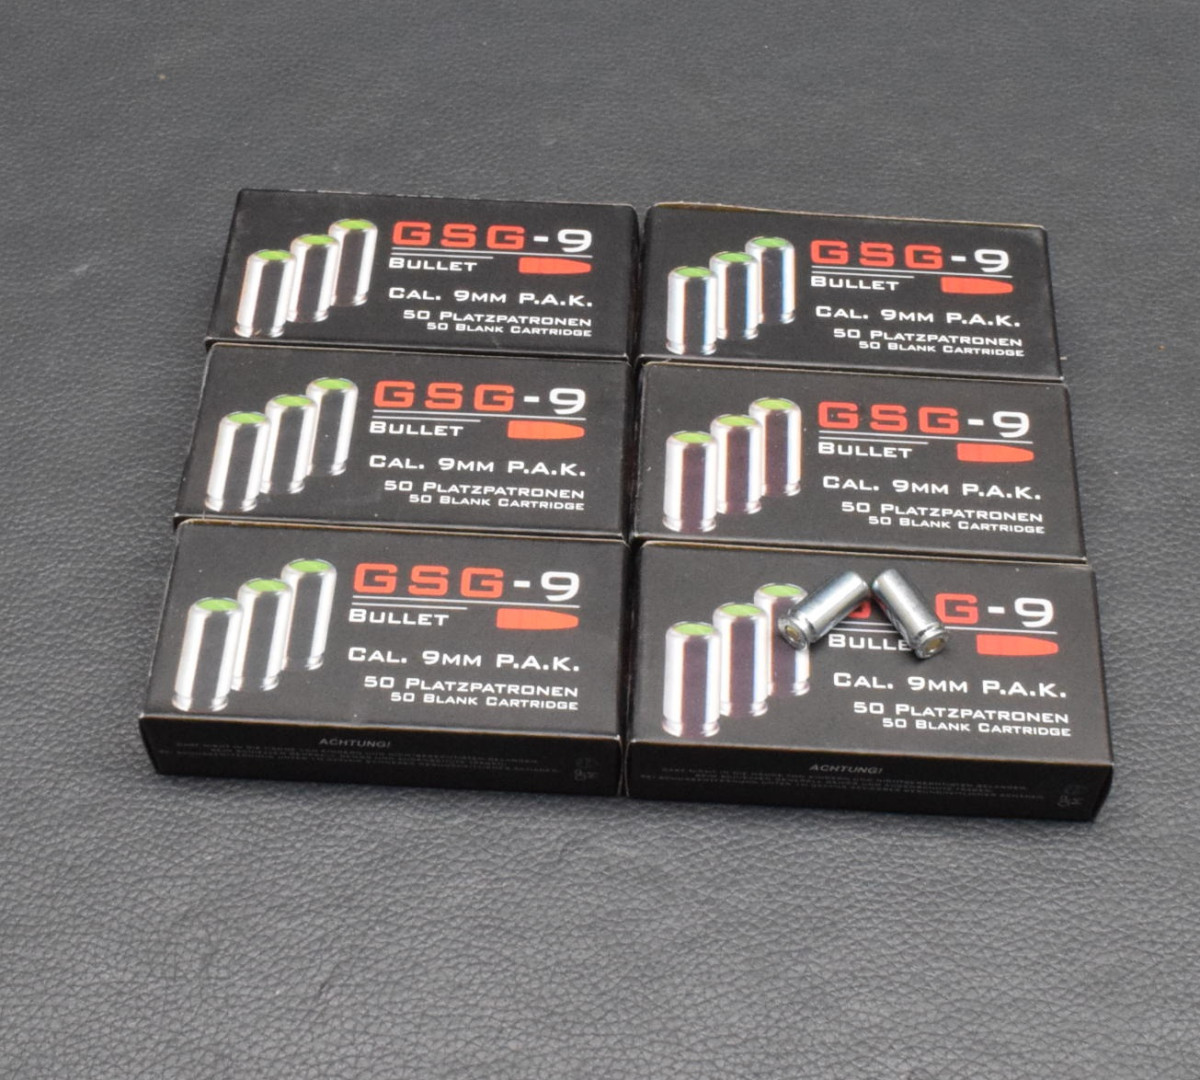 GSG-9
BULLET
CAL. 9MM P.A.K.
50 PLATZPATRONEN
50 BLANK CARTRIDGE
GSG-9
BULLET
CAL. 9MM P.A.K.
50 PLATZPATRONEN
50 BLANK CARTRIDGE
GSG-9
BULLET
CAL. 9MM P.A.K.
50 PLATZPATRONEN
50 BLANK CARTRIDGE
GSG-9
BULLET
CAL. 9MM P.A.K.
50 PLATZPATRONEN
50 BLANK CARTRIDGE
GSG-9
BULLET
CAL. 9MM P.A.K.
50 PLATZPATRONEN
50 BLANK CARTRIDGE
ACHTUNG!
G-9
BULLE
CAL. 9MM P.A.K.
50 PLATZPATRONEN
50 BLANK CARTRIDGE
ACHTUNG!